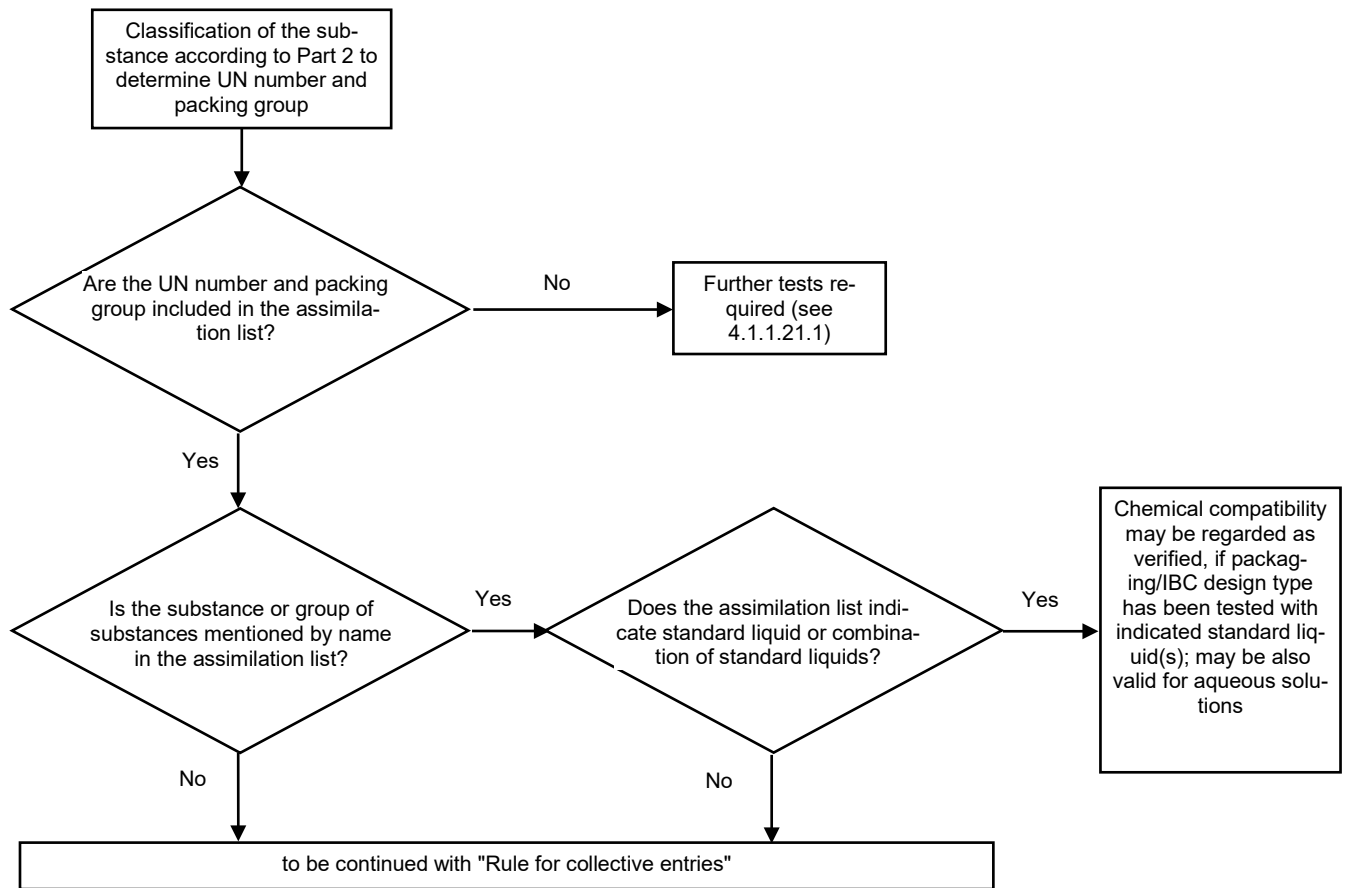 Classification of the sub-
stance according to Part 2 to
determine UN number and
packing group
Are the UN number and packing
group included in the assimila-
tion list?
No
Further tests re-
quired (see
4.1.1.21.1)
Yes
Is the substance or group of
substances mentioned by name
in the assimilation list?
Yes
Does the assimilation list indi-
cate standard liquid or combina-
tion of standard liquids?
Yes
Chemical compatibility
may be regarded as
verified, if packag-
ing/IBC design type
has been tested with
indicated standard liq-
uid(s); may be also
valid for aqueous solu-
tions
No
No
to be continued with "Rule for collective entries"